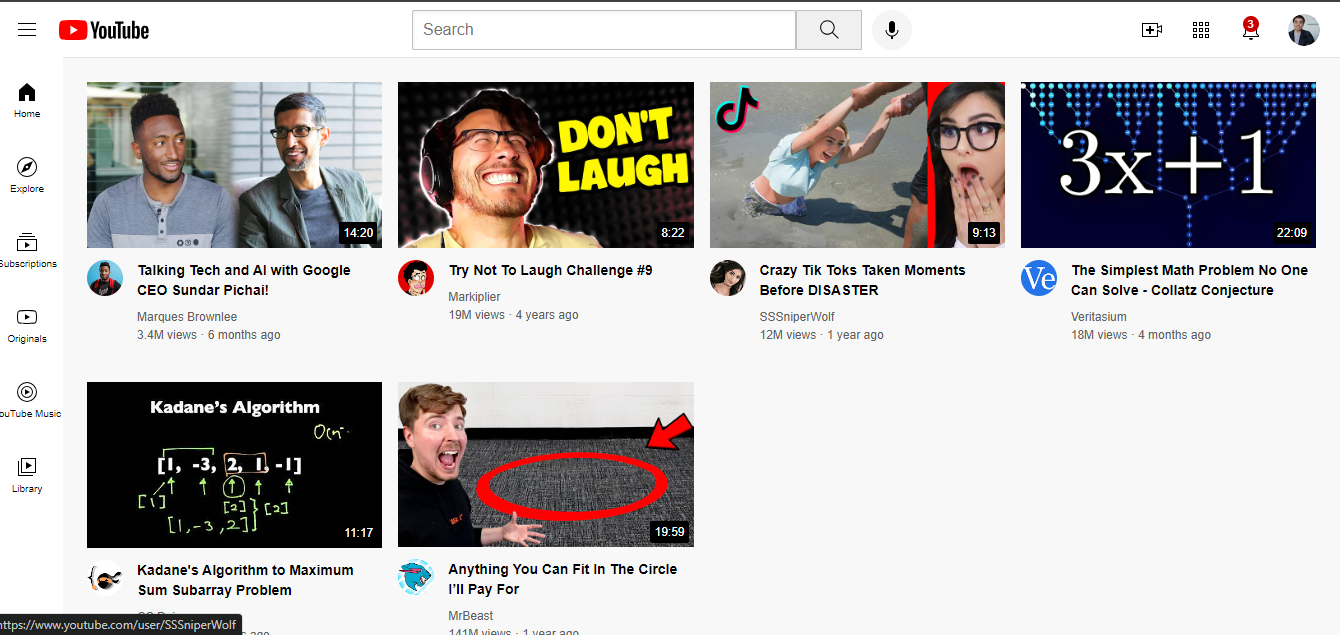 YouTube
Search
3
Home
Explore
Subscriptions
Originals
ouTube Music
Library
DON'T
LAUGH
3x+1
14:20
8:22
9:13
22:09
Talking Tech and AI with Google
CEO Sundar Pichai!
Marques Brownlee
3.4M views · 6 months ago
Try Not To Laugh Challenge #9
Markiplier
19M views · 4 years ago
Crazy Tik Toks Taken Moments
Before DISASTER
SSSniperWolf
12M views · 1 year ago
Ve
The Simplest Math Problem No One
Can Solve - Collatz Conjecture
Veritasium
18M views · 4 months ago
Kadane's Algorithm
[1, -3, 2, 1, -1]
[1]
[2]
[2]
[1, -3, 2]
11:17
19:59
Kadane's Algorithm to Maximum
Sum Subarray Problem
Anything You Can Fit In The Circle
I'll Pay For
MrBeast
141M views · 1 year ago
https://www.youtube.com/user/SSSniperWolf
ago